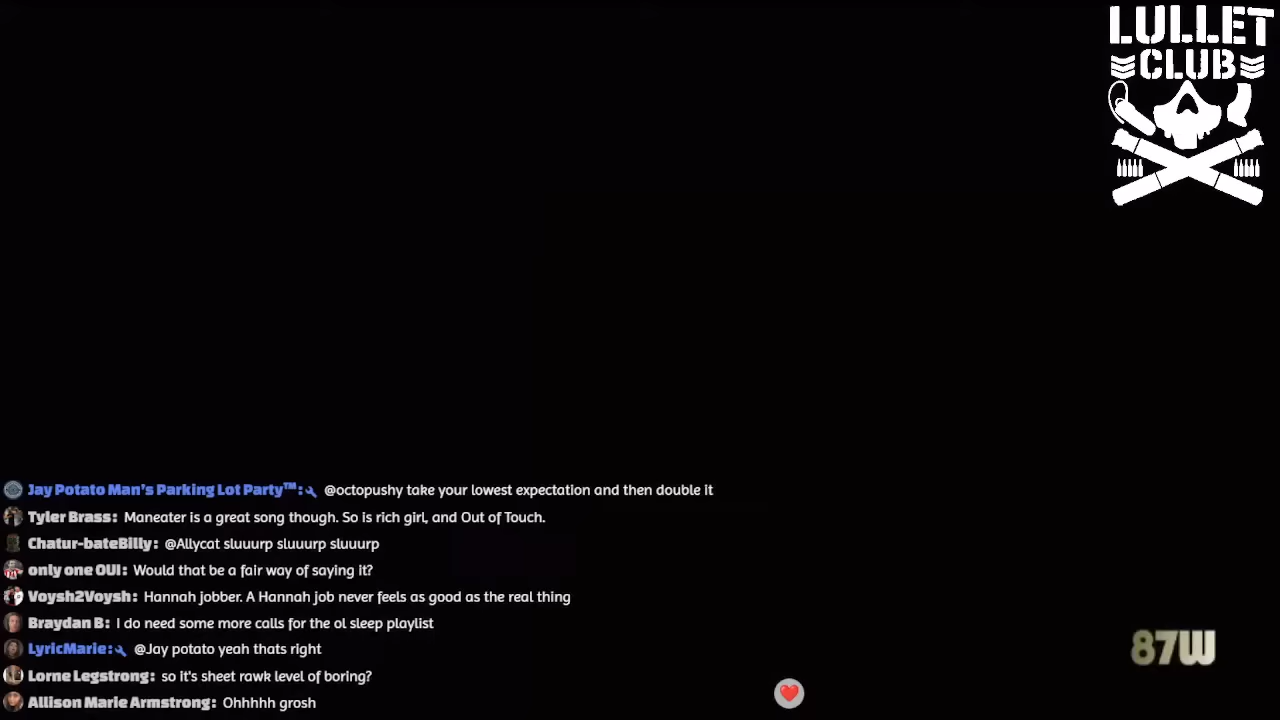 LULLET
CLUB
Jay Potato Man's Parking Lot Party™: @octopushy take your lowest expectation and then double it
Tyler Brass: Maneater is a great song though. So is rich girl, and Out of Touch.
Chatur-bateBilly: @Allycat sluuurp sluuurp sluuurp
only one OUI: Would that be a fair way of saying it?
Voysh2Voysh: Hannah jobber. A Hannah job never feels as good as the real thing
Braydan B: I do need some more calls for the ol sleep playlist
LyricMarie: @Jay potato yeah thats right
Lorne Legstrong: so it's sheet rawk level of boring?
Allison Marie Armstrong: Ohhhhh grosh
87W